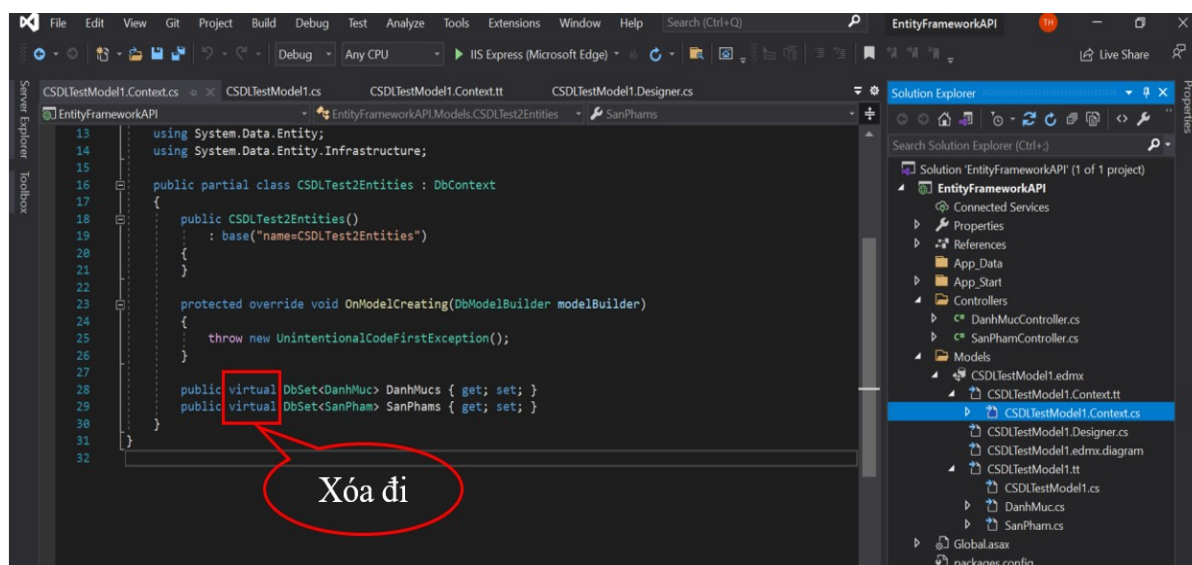 File Edit View Git Project Build Debug Test Analyze Tools Extensions Window Help Search (Ctrl+Q) EntityFrameworkAPI TH
Debug Any CPU IIS Express (Microsoft Edge) Live Share
Server Explorer
Toolbox
CSDLTestModel1.Context.cs CSDLTestModel1.cs CSDLTestModel1.Context.tt CSDLTestModel1.Designer.cs
EntityFrameworkAPI EntityFrameworkAPI.Models.CSDLTest2Entities SanPhams
13 using System.Data.Entity;
14 using System.Data.Entity.Infrastructure;
15
16 public partial class CSDLTest2Entities : DbContext
17 {
18 public CSDLTest2Entities()
19 : base("name=CSDLTest2Entities")
20 {
21 }
22
23 protected override void OnModelCreating(DbModelBuilder modelBuilder)
24 {
25 throw new UnintentionalCodeFirstException();
26 }
27
28 public virtual DbSet<DanhMuc> DanhMucs { get; set; }
29 public virtual DbSet<SanPham> SanPhams { get; set; }
30 }
31 }
32
Xóa đi
Solution Explorer
Search Solution Explorer (Ctrl+;)
Solution 'EntityFrameworkAPI' (1 of 1 project)
EntityFrameworkAPI
Connected Services
Properties
References
App_Data
App_Start
Controllers
C# DanhMucController.cs
C# SanPhamController.cs
Models
CSDLTestModel1.edmx
CSDLTestModel1.Context.tt
CSDLTestModel1.Context.cs
CSDLTestModel1.Designer.cs
CSDLTestModel1.edmx.diagram
CSDLTestModel1.tt
CSDLTestModel1.cs
DanhMuc.cs
SanPham.cs
Global.asax
packages.config
Properties